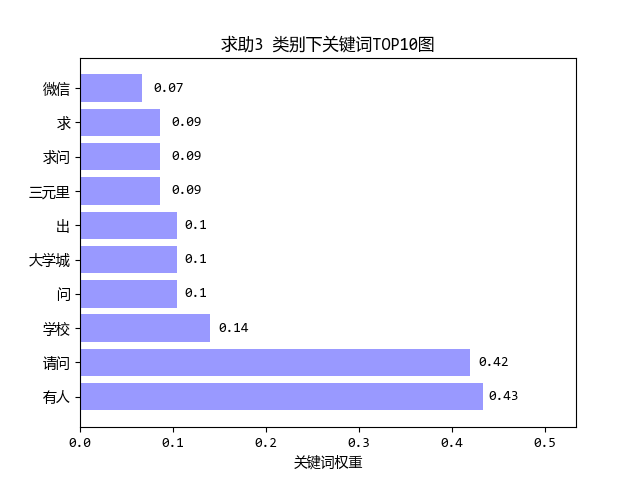 求助3 类别下关键词TOP10图
微信 0.07
求 0.09
求问 0.09
三元里 0.09
出 0.1
大学城 0.1
问 0.1
学校 0.14
请问 0.42
有人 0.43
0.0 0.1 0.2 0.3 0.4 0.5
关键词权重